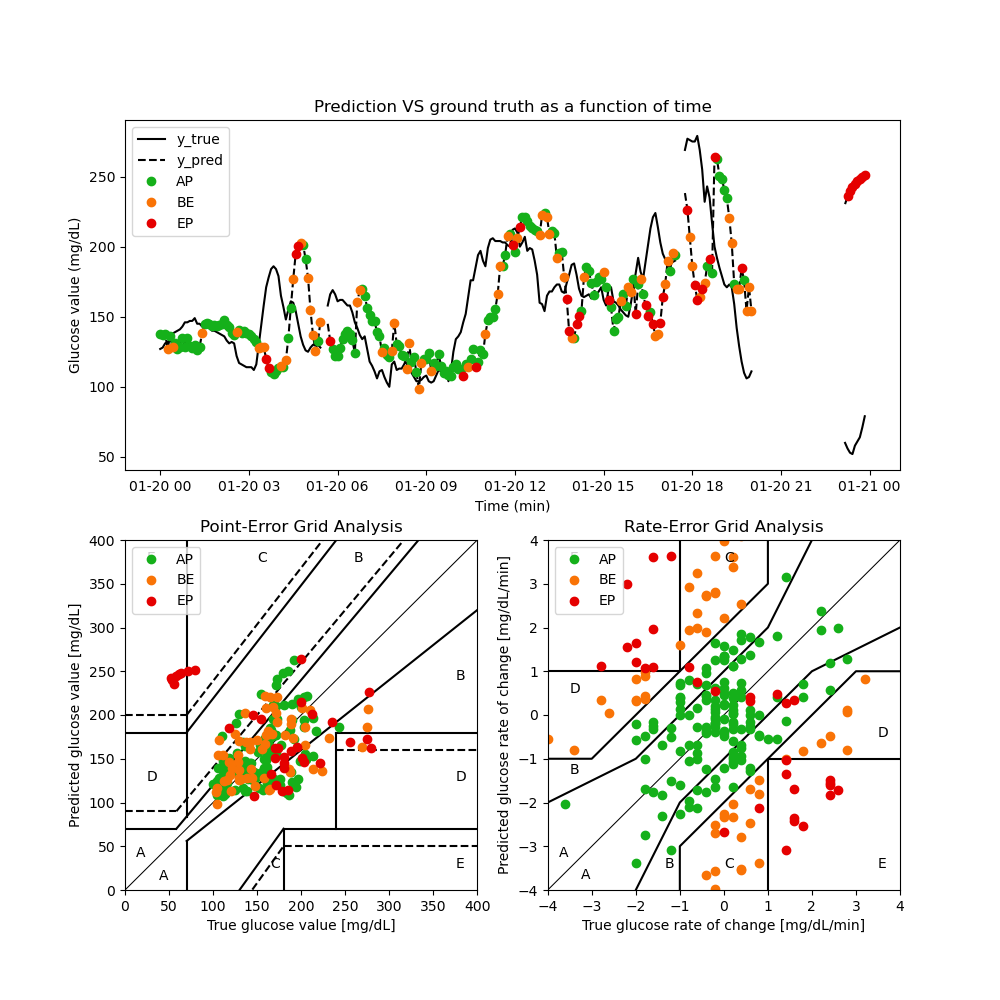 Prediction VS ground truth as a function of time
y_true
y_pred
AP
BE
EP
Glucose value (mg/dL)
250
200
150
100
50
01-20 00 01-20 03 01-20 06 01-20 09 01-20 12 01-20 15 01-20 18 01-20 21 01-21 00
Time (min)
Point-Error Grid Analysis
AP
BE
EP
C
B
B
D
D
A
A
C
E
Predicted glucose value [mg/dL]
400
350
300
250
200
150
100
50
0
0 50 100 150 200 250 300 350 400
True glucose value [mg/dL]
Rate-Error Grid Analysis
AP
BE
EP
C
D
D
B
A
A
B
C
E
Predicted glucose rate of change [mg/dL/min]
4
3
2
1
0
−1
−2
−3
−4
−4 −3 −2 −1 0 1 2 3 4
True glucose rate of change [mg/dL/min]